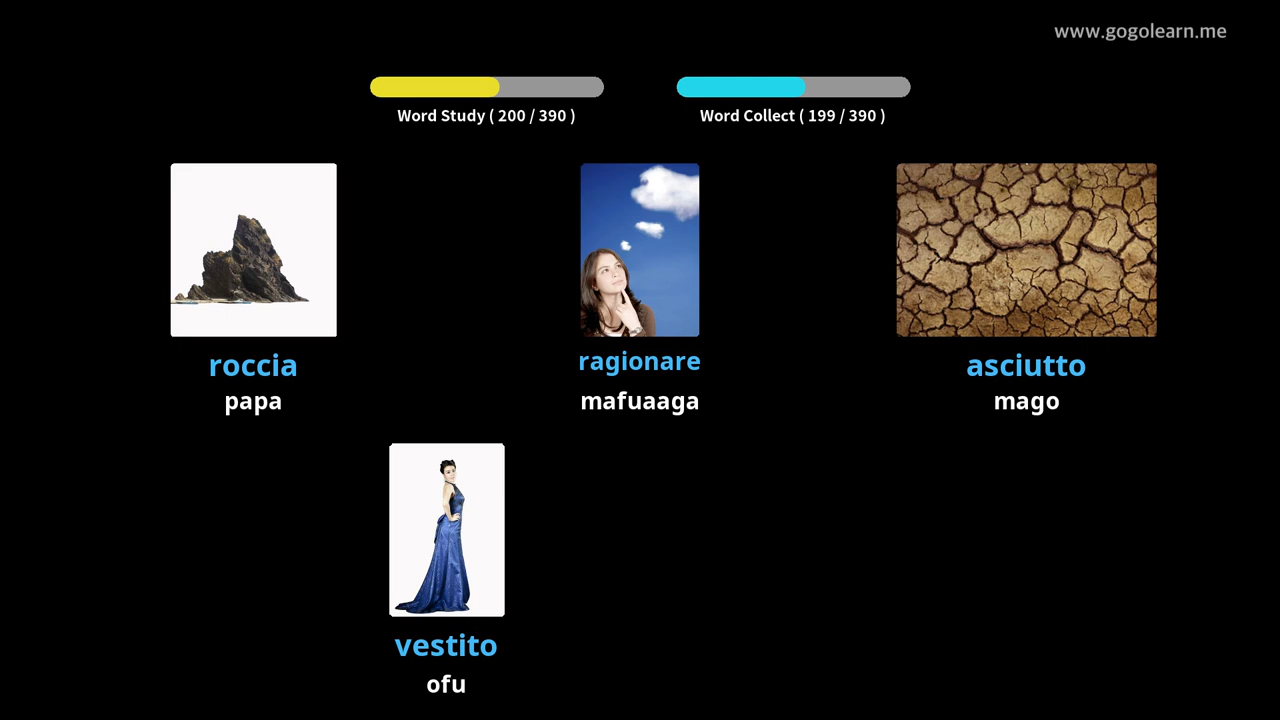 www.gogolearn.me
Word Study ( 200 / 390 )
Word Collect ( 199 / 390 )
roccia
papa
ragionare
mafuaaga
asciutto
mago
vestito
ofu